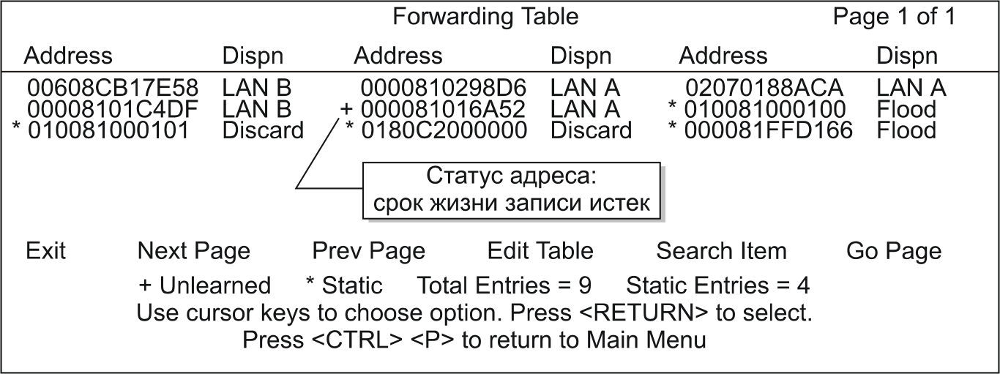 Forwarding Table Page 1 of 1
Address Dispn Address Dispn Address Dispn
00608CB17E58 LAN B 0000810298D6 LAN A 02070188ACA LAN A
00008101C4DF LAN B + 000081016A52 LAN A * 010081000100 Flood
* 010081000101 Discard * 0180C2000000 Discard * 000081FFD166 Flood
Статус адреса:
срок жизни записи истек
Exit Next Page Prev Page Edit Table Search Item Go Page
+ Unlearned * Static Total Entries = 9 Static Entries = 4
Use cursor keys to choose option. Press <RETURN> to select.
Press <CTRL> <P> to return to Main Menu